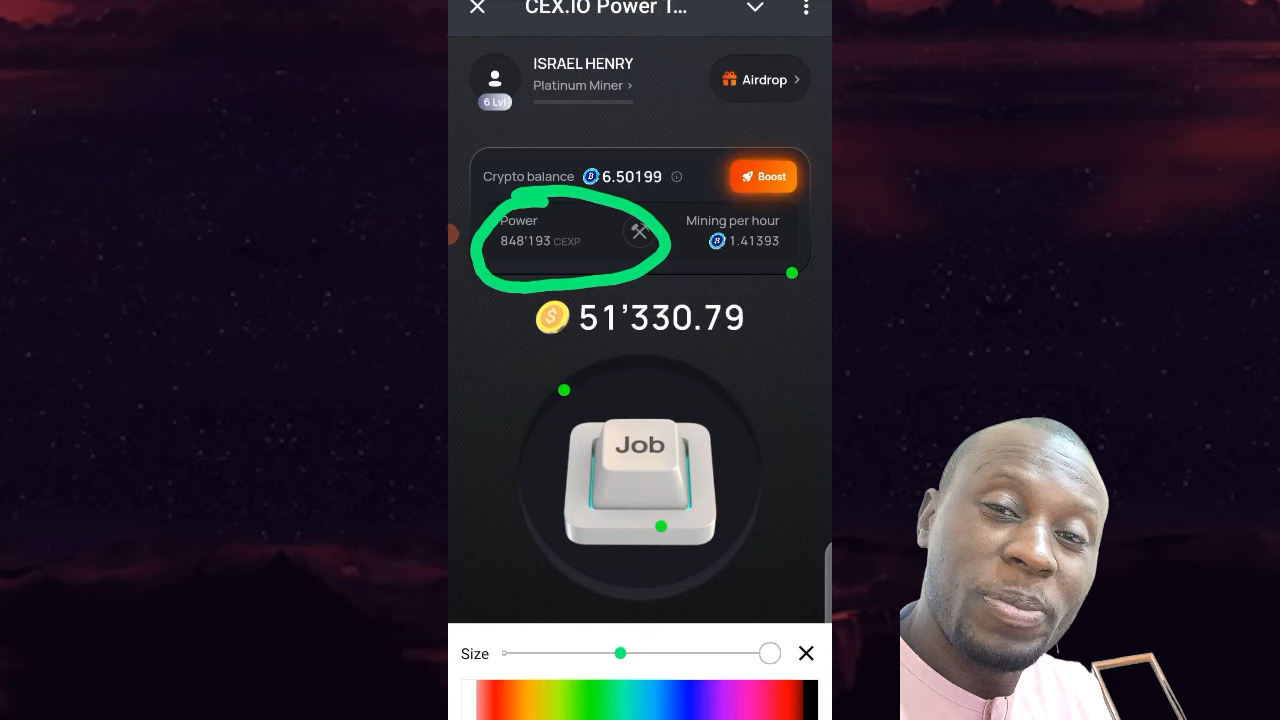 CEX.IO Power T...
ISRAEL HENRY
Platinum Miner >
6 Lvl
Airdrop >
Crypto balance 6.50199
Boost
Power
848'193 CEXP
Mining per hour
1.41393
51'330.79
Job
Size